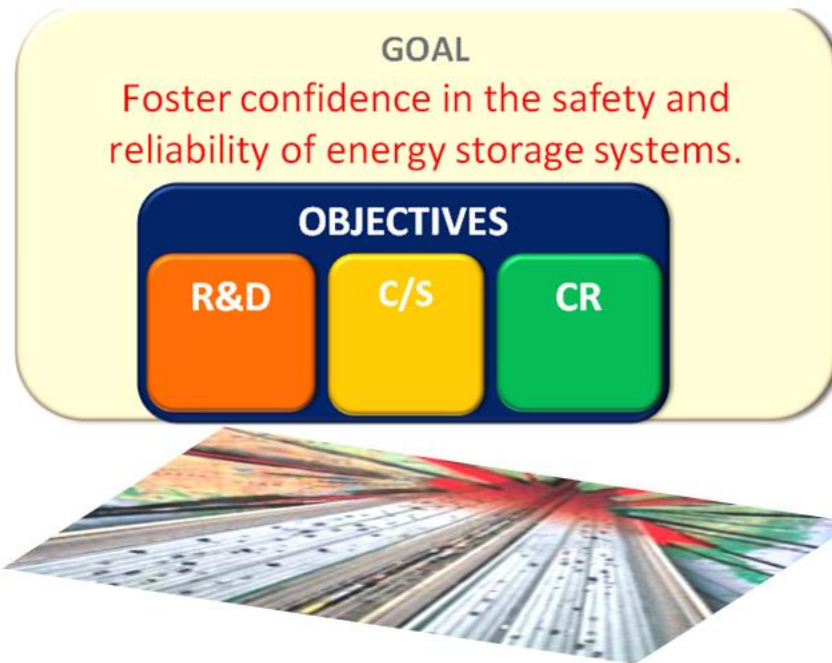 GOAL
Foster confidence in the safety and
reliability of energy storage systems.
OBJECTIVES
R&D C/S CR